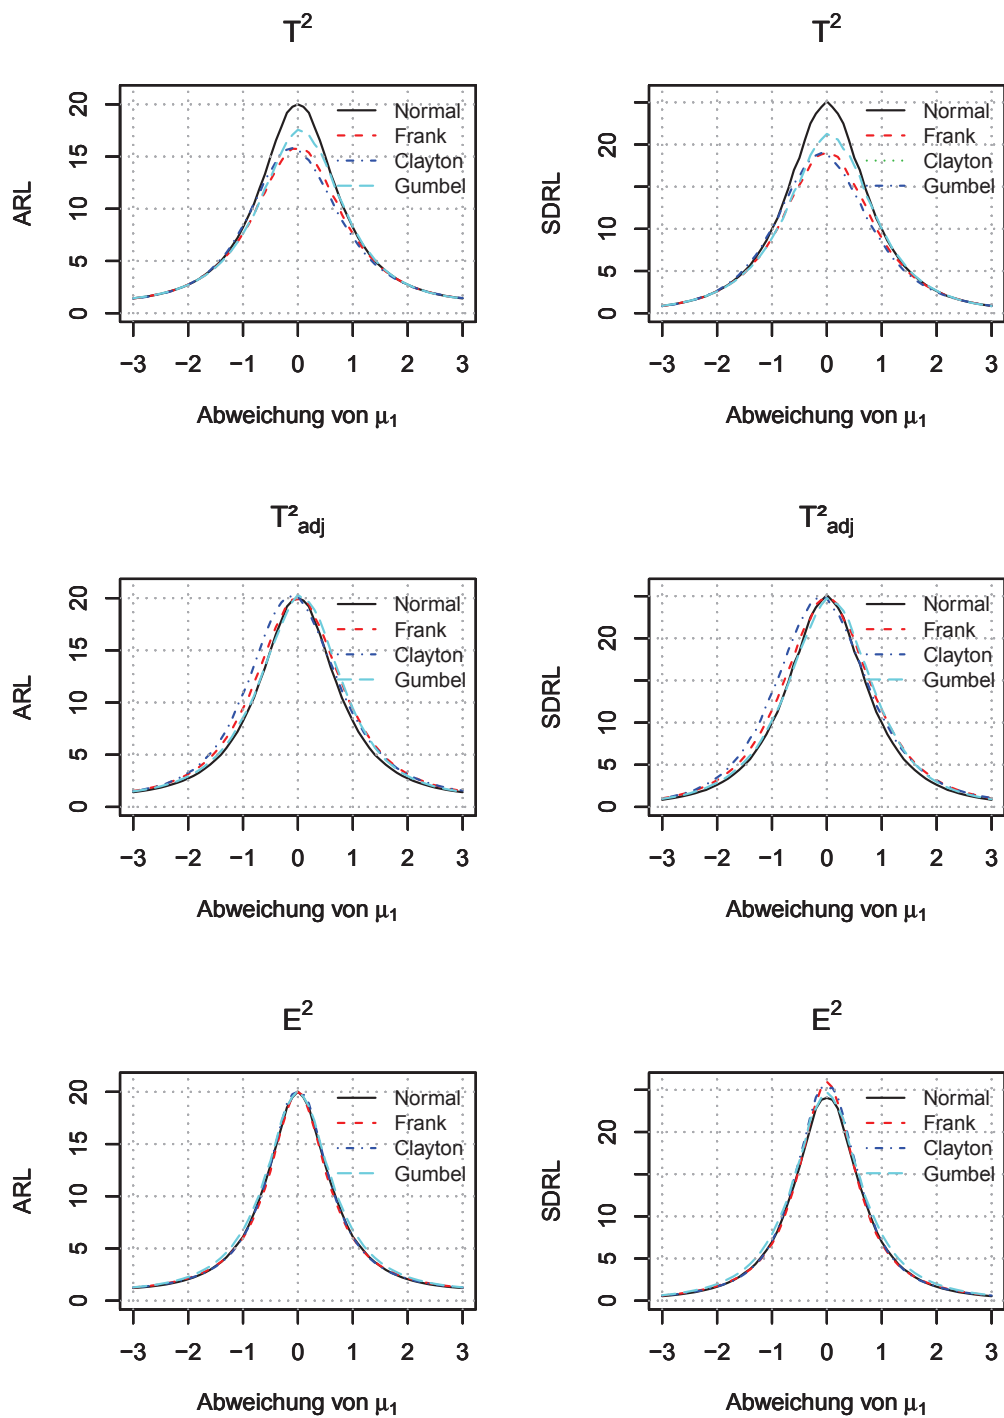 T²
ARL
20
15
10
5
0
Normal
Frank
Clayton
Gumbel
−3 −2 −1 0 1 2 3
Abweichung von μ₁
T²
SDRL
20
10
5
0
Normal
Frank
Clayton
Gumbel
−3 −2 −1 0 1 2 3
Abweichung von μ₁
T²adj
ARL
20
15
10
5
0
Normal
Frank
Clayton
Gumbel
−3 −2 −1 0 1 2 3
Abweichung von μ₁
T²adj
SDRL
20
10
5
0
Normal
Frank
Clayton
Gumbel
−3 −2 −1 0 1 2 3
Abweichung von μ₁
E²
ARL
20
15
10
5
0
Normal
Frank
Clayton
Gumbel
−3 −2 −1 0 1 2 3
Abweichung von μ₁
E²
SDRL
20
10
5
0
Normal
Frank
Clayton
Gumbel
−3 −2 −1 0 1 2 3
Abweichung von μ₁